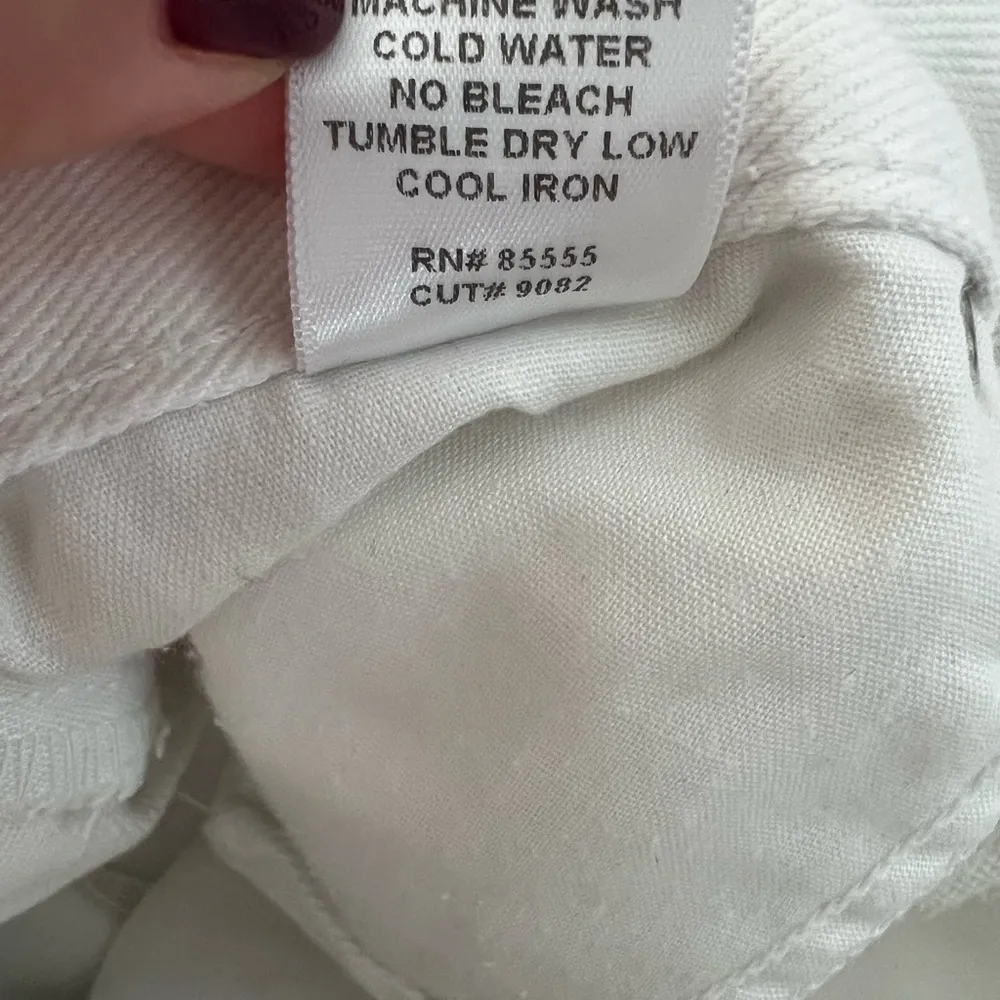 MACHINE WASH
COLD WATER
NO BLEACH
TUMBLE DRY LOW
COOL IRON
RN# 85555
CUT# 9082